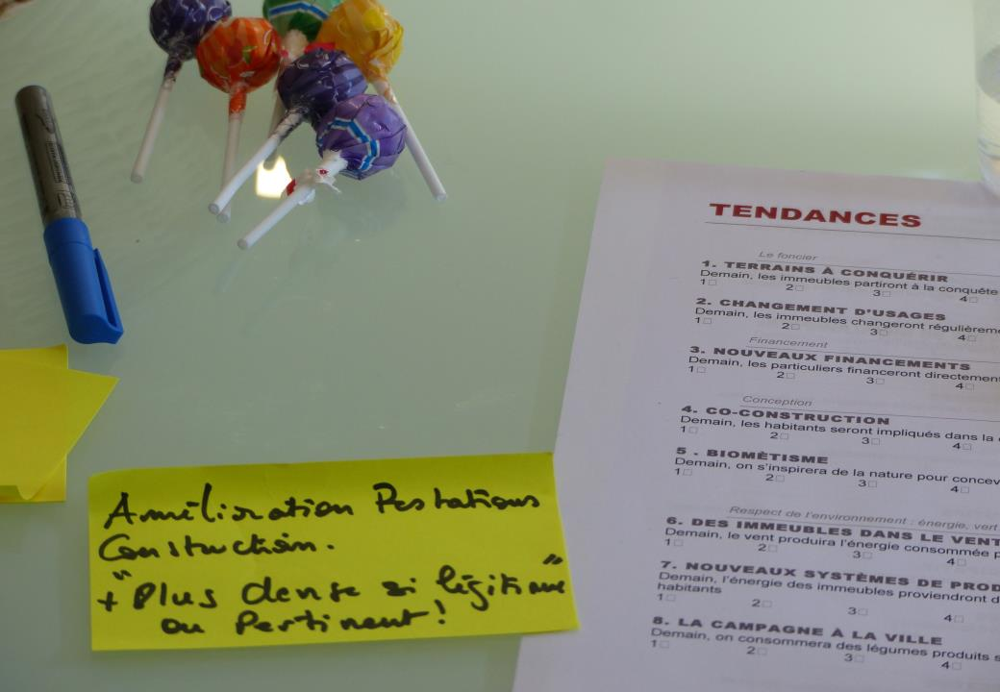 Amélioration Pestations
Construction.
+ "Plus dense si légitime"
ou Pertinent!
TENDANCES
Le foncier
1. TERRAINS À CONQUÉRIR
Demain, les immeubles partiront à la conquête
1□ 2□ 3□ 4□
2. CHANGEMENT D'USAGES
Demain, les immeubles changeront régulièreme
1□ 2□ 3□ 4□
Financement
3. NOUVEAUX FINANCEMENTS
Demain, les particuliers financeront directement
1□ 2□ 3□ 4□
Conception
4. CO-CONSTRUCTION
Demain, les habitants seront impliqués dans la
1□ 2□ 3□ 4□
5 . BIOMÈTISME
Demain, on s'inspirera de la nature pour concev
1□ 2□ 3□ 4□
Respect de l'environnement : énergie, vert
6. DES IMMEUBLES DANS LE VENT
Demain, le vent produira l'énergie consommée p
1□ 2□ 3□ 4□
7. NOUVEAUX SYSTÈMES DE PROD
Demain, l'énergie des immeubles proviendront d
habitants
1□ 2□ 3□ 4□
8. LA CAMPAGNE À LA VILLE
Demain, on consommera des légumes produits s
1□ 2□ 3□ 4□